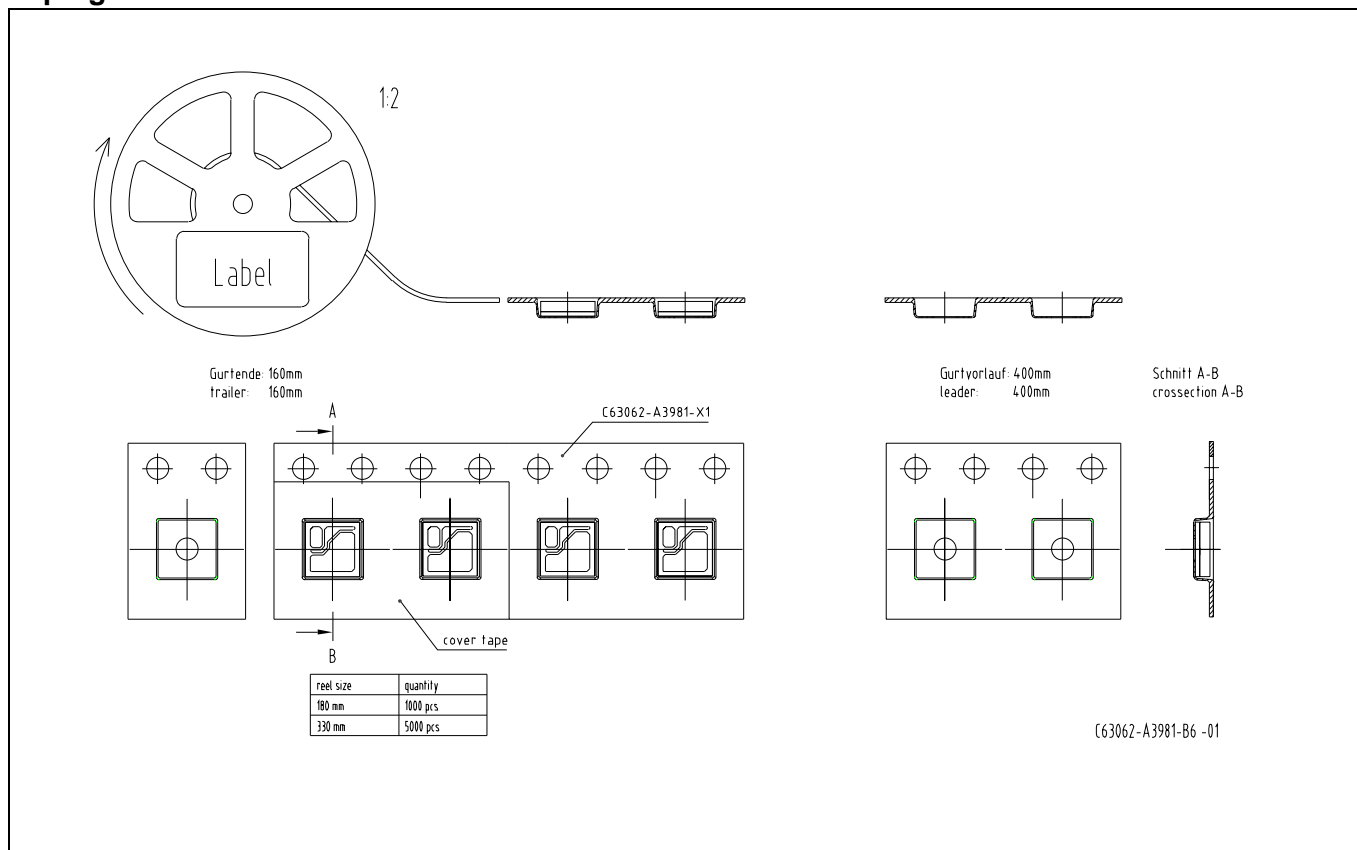 1:2
Label
Gurtende: 160mm
trailer: 160mm
Gurtvorlauf: 400mm
leader: 400mm
Schnitt A-B
crossection A-B
A
C63062-A3981-X1
B
cover tape
reel size quantity
180 mm 1000 pcs
330 mm 5000 pcs
C63062-A3981-B6 -01